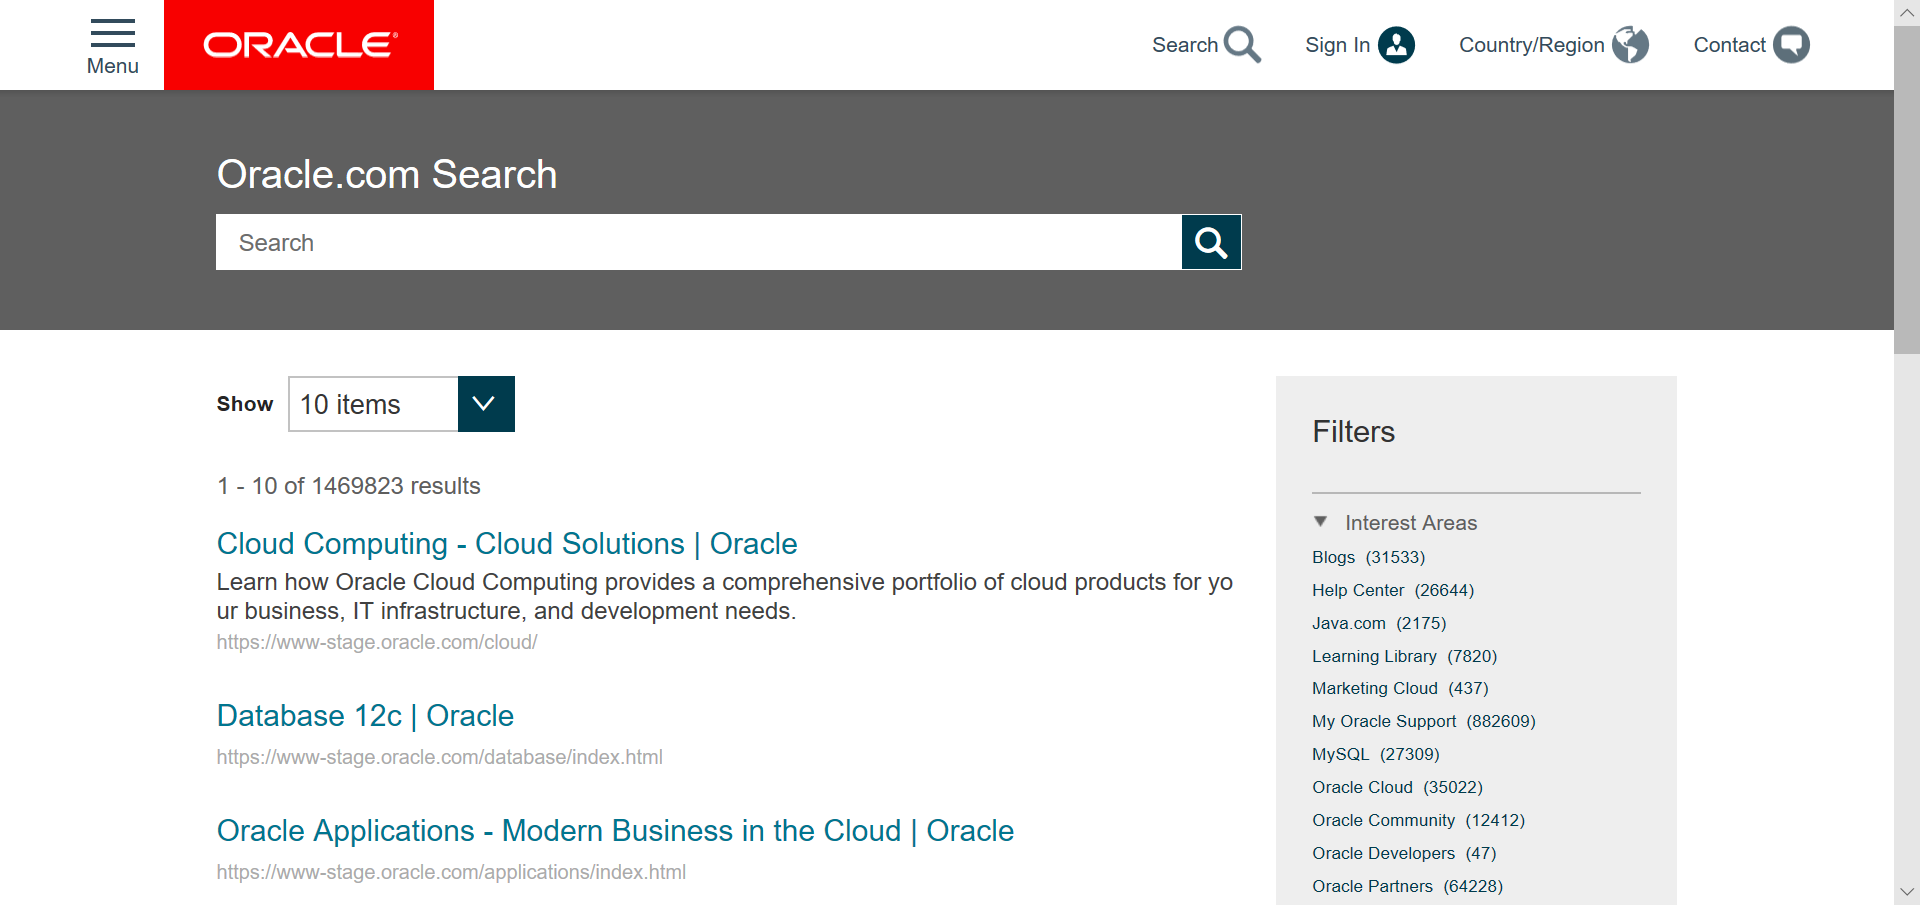 Menu
ORACLE®
Search
Sign In
Country/Region
Contact
Oracle.com Search
Search
Show
10 items
1 - 10 of 1469823 results
Cloud Computing - Cloud Solutions | Oracle
Learn how Oracle Cloud Computing provides a comprehensive portfolio of cloud products for yo
ur business, IT infrastructure, and development needs.
https://www-stage.oracle.com/cloud/
Database 12c | Oracle
https://www-stage.oracle.com/database/index.html
Oracle Applications - Modern Business in the Cloud | Oracle
https://www-stage.oracle.com/applications/index.html
Filters
Interest Areas
Blogs (31533)
Help Center (26644)
Java.com (2175)
Learning Library (7820)
Marketing Cloud (437)
My Oracle Support (882609)
MySQL (27309)
Oracle Cloud (35022)
Oracle Community (12412)
Oracle Developers (47)
Oracle Partners (64228)